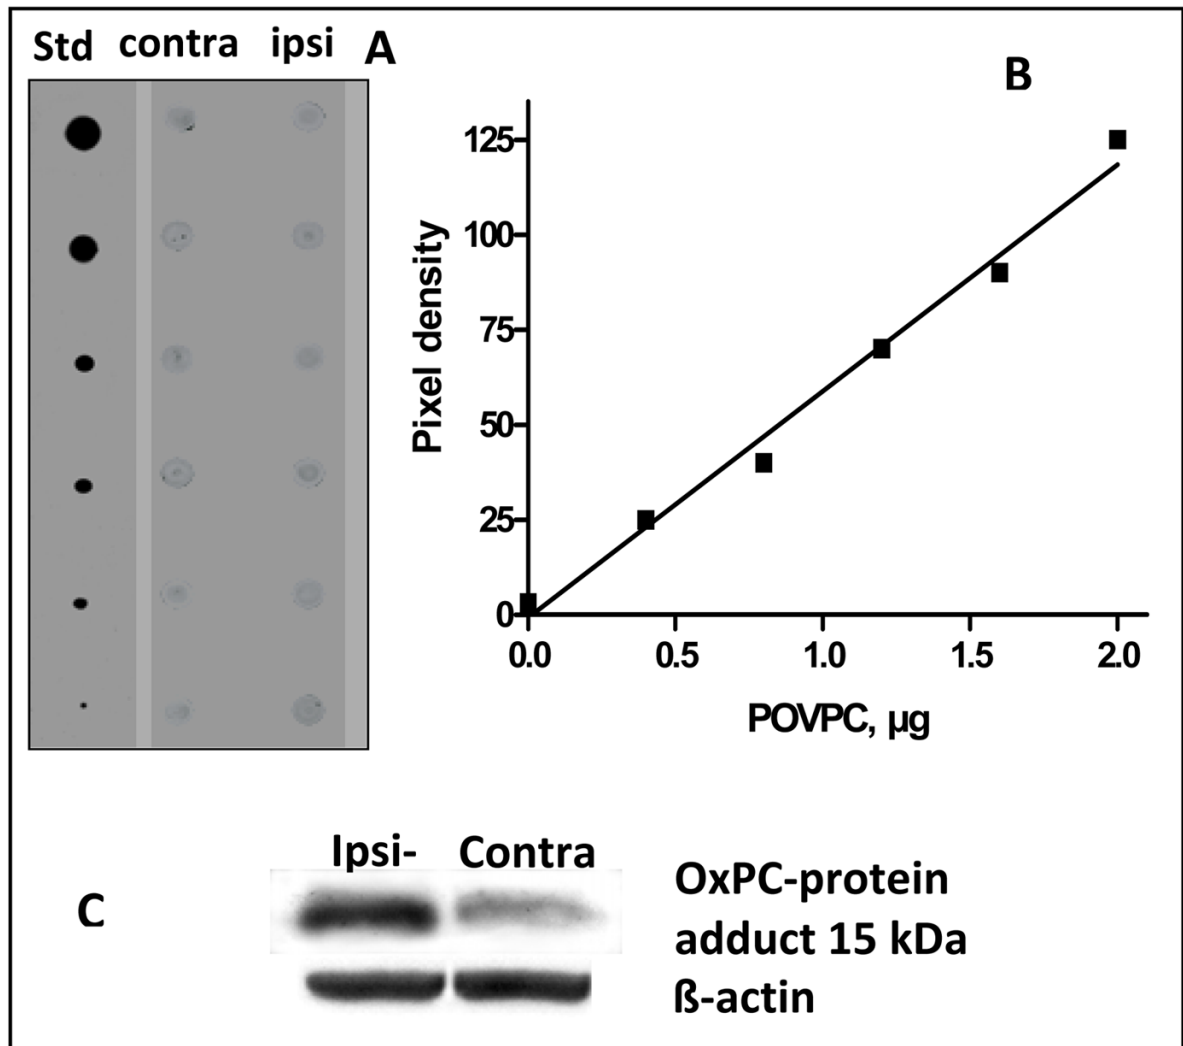 Std contra ipsi A
B
125
100
75
50
25
0
Pixel density
0.0 0.5 1.0 1.5 2.0
POVPC, µg
C
Ipsi- Contra
OxPC-protein
adduct 15 kDa
ß-actin